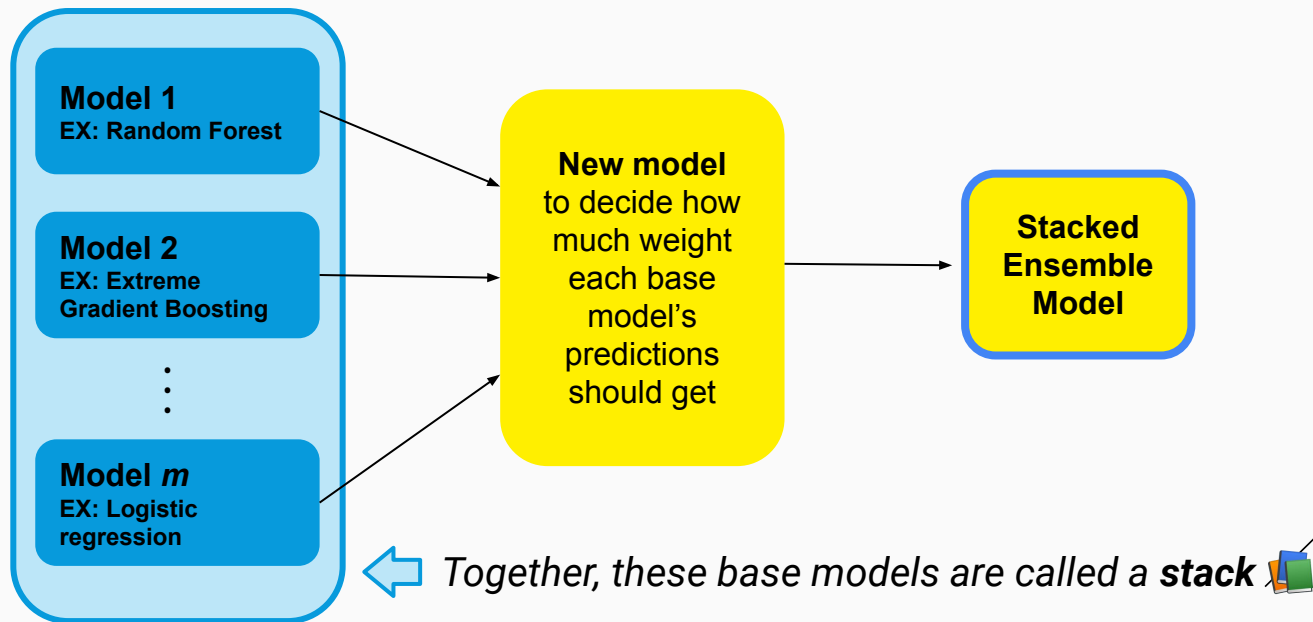 Model 1
EX: Random Forest
Model 2
EX: Extreme
Gradient Boosting
Model m
EX: Logistic
regression
New model
to decide how
much weight
each base
model’s
predictions
should get
Stacked
Ensemble
Model
Together, these base models are called a stack